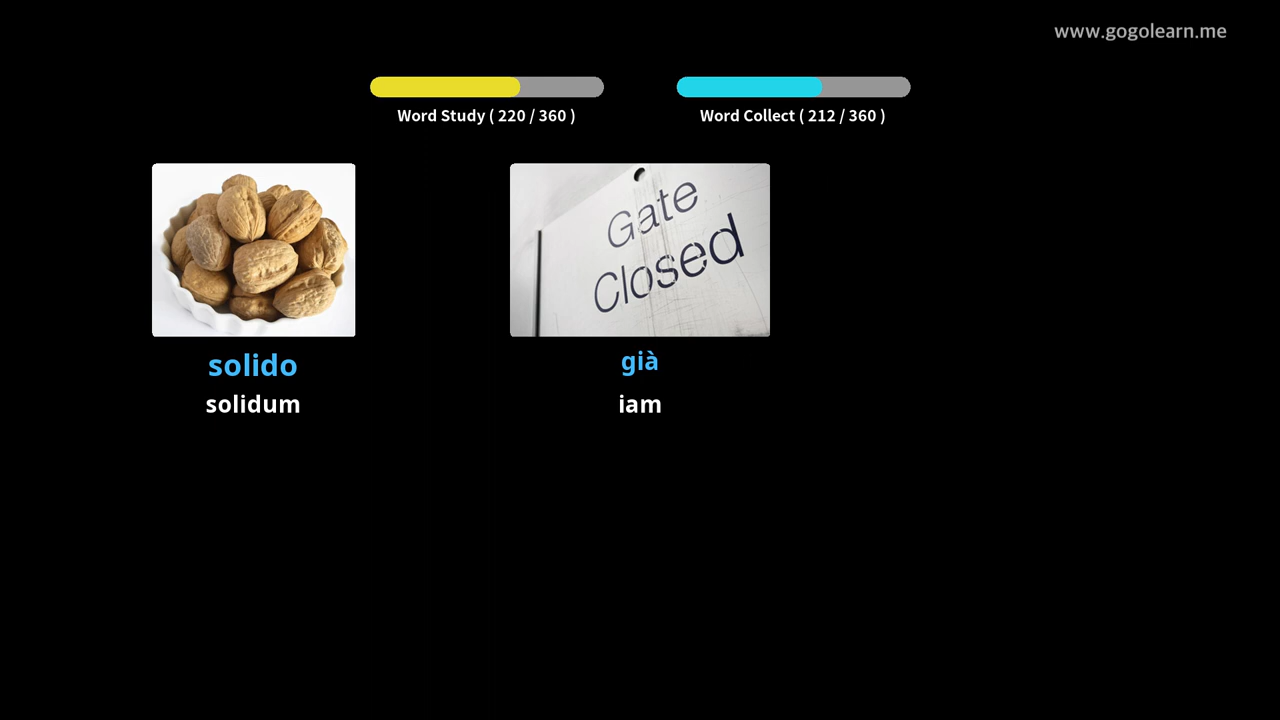 www.gogolearn.me
Word Study ( 220 / 360 )
Word Collect ( 212 / 360 )
Gate
Closed
solido
solidum
già
iam